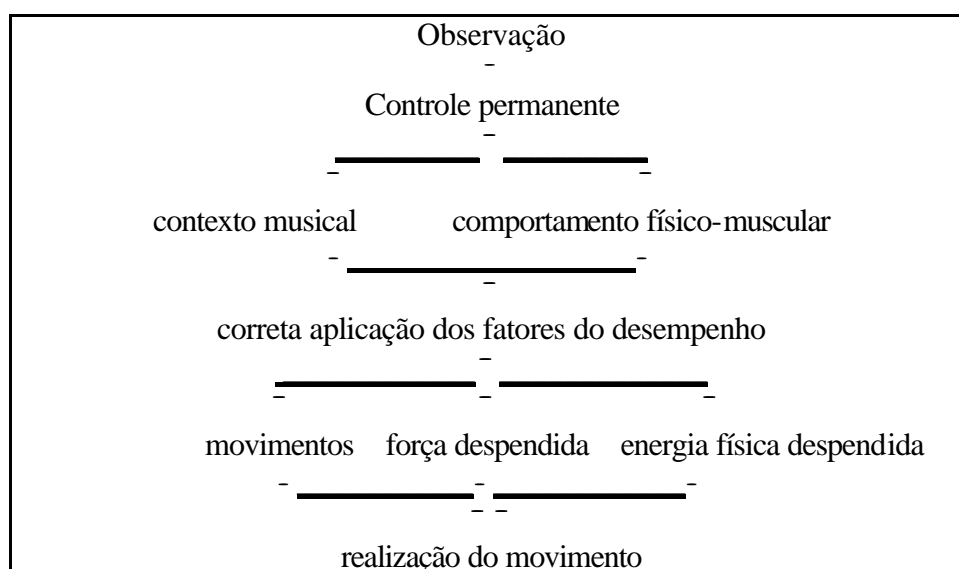 Observação
Controle permanente
contexto musical comportamento físico-muscular
correta aplicação dos fatores do desempenho
movimentos força despendida energia física despendida
realização do movimento